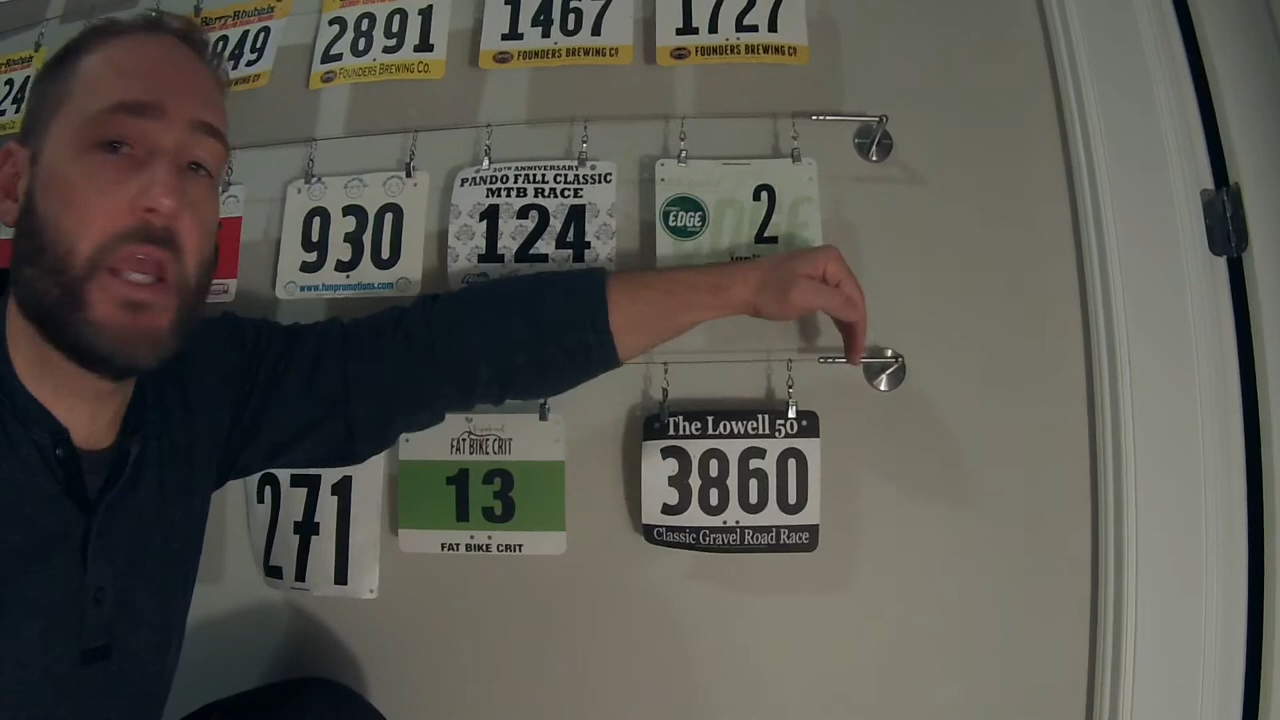 Barry-Roubaix
24
849
2891
FOUNDERS BREWING CO.
1467
FOUNDERS BREWING CO
1727
FOUNDERS BREWING CO
930
www.funpromotions.com
30TH ANNIVERSARY
PANDO FALL CLASSIC
MTB RACE
124
EDGE
2
271
FAT BIKE CRIT
13
FAT BIKE CRIT
The Lowell 50
3860
Classic Gravel Road Race